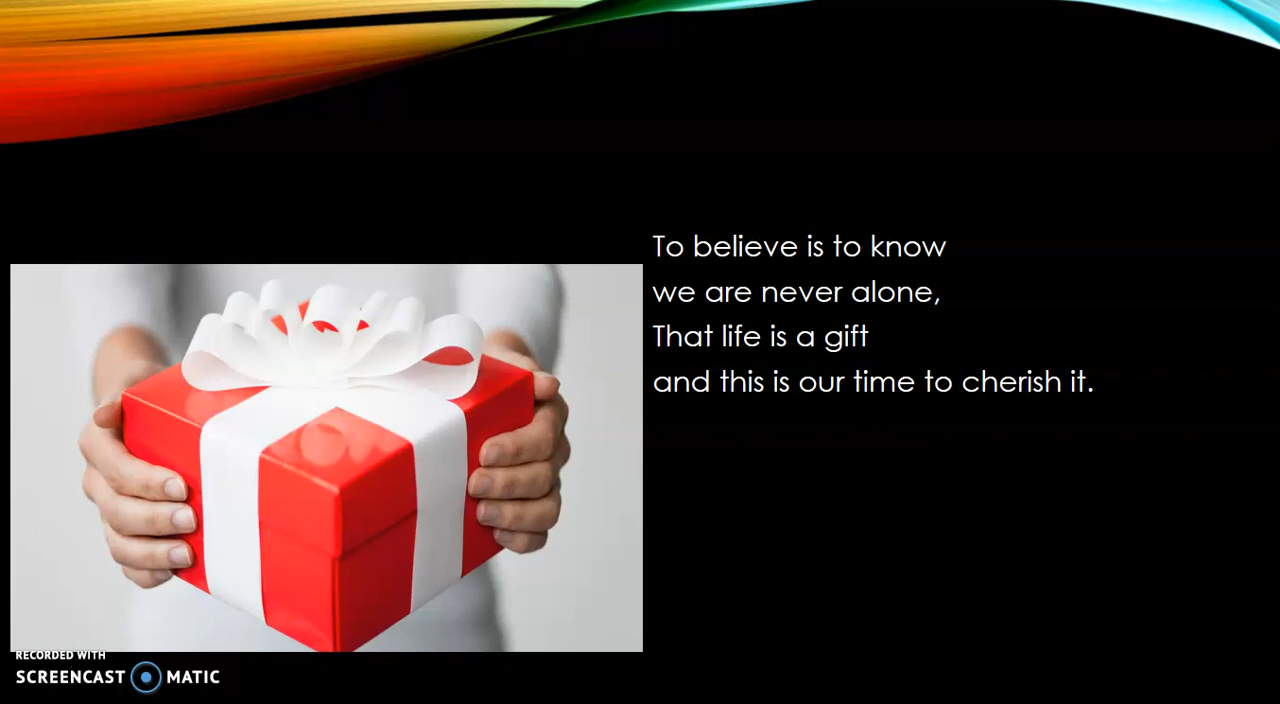 To believe is to know
we are never alone,
That life is a gift
and this is our time to cherish it.
RECORDED WITH
SCREENCAST MATIC